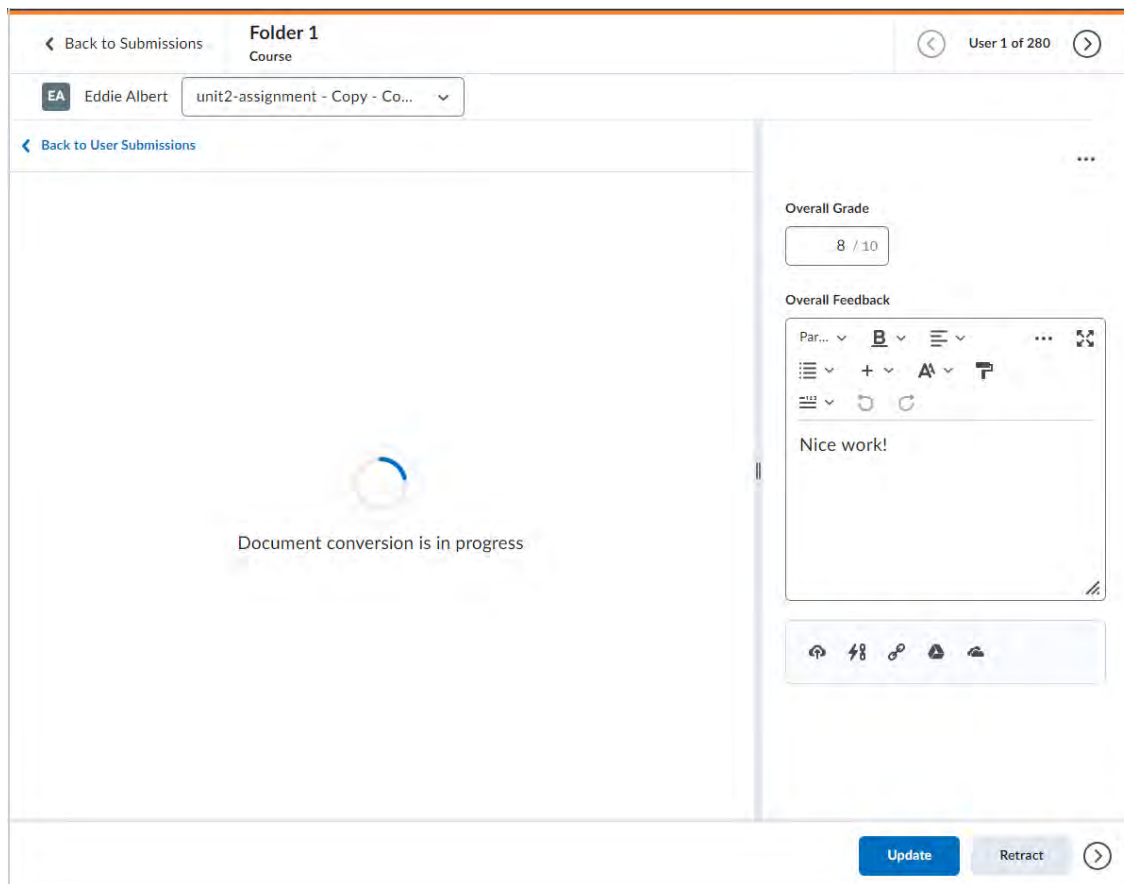 Back to Submissions
Folder 1
Course
User 1 of 280
EA
Eddie Albert
unit2-assignment - Copy - Co...
Back to User Submissions
Overall Grade
8 / 10
Overall Feedback
Par...
B
Nice work!
Document conversion is in progress
Update
Retract